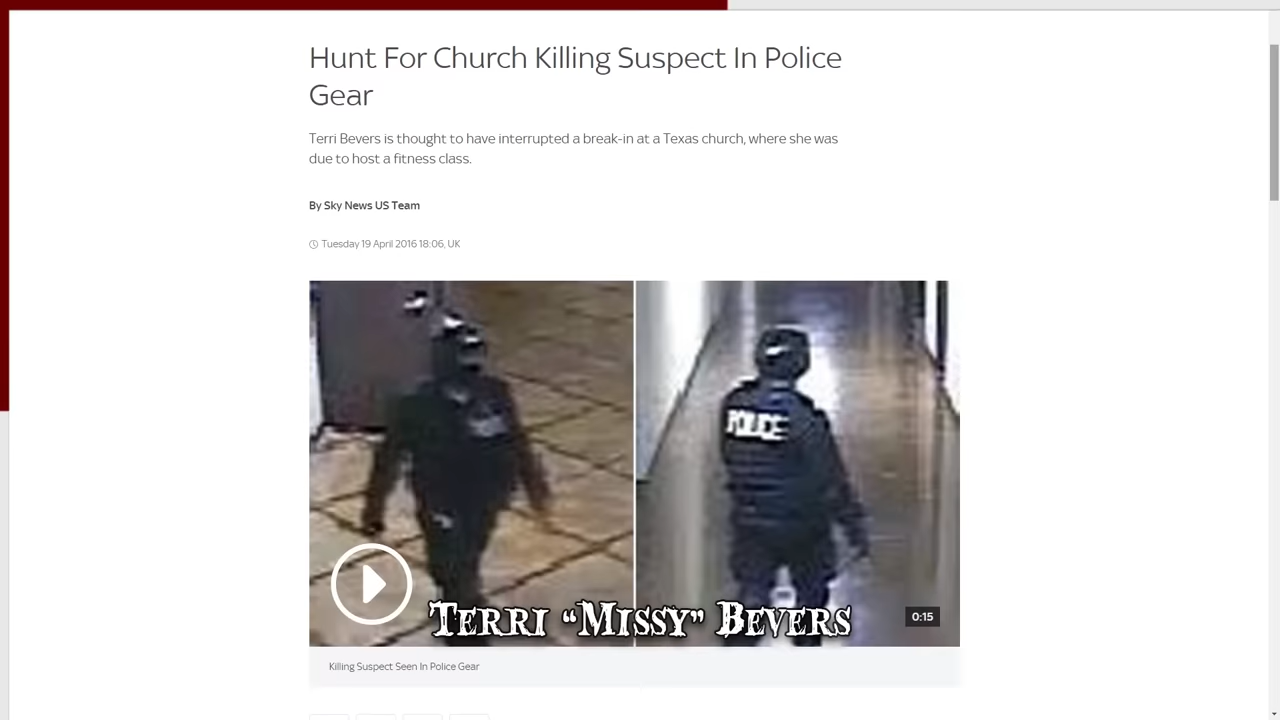 Hunt For Church Killing Suspect In Police
Gear
Terri Bevers is thought to have interrupted a break-in at a Texas church, where she was
due to host a fitness class.
By Sky News US Team
Tuesday 19 April 2016 18:06, UK
POLICE
TERRI “MISSY” BEVERS
0:15
Killing Suspect Seen In Police Gear